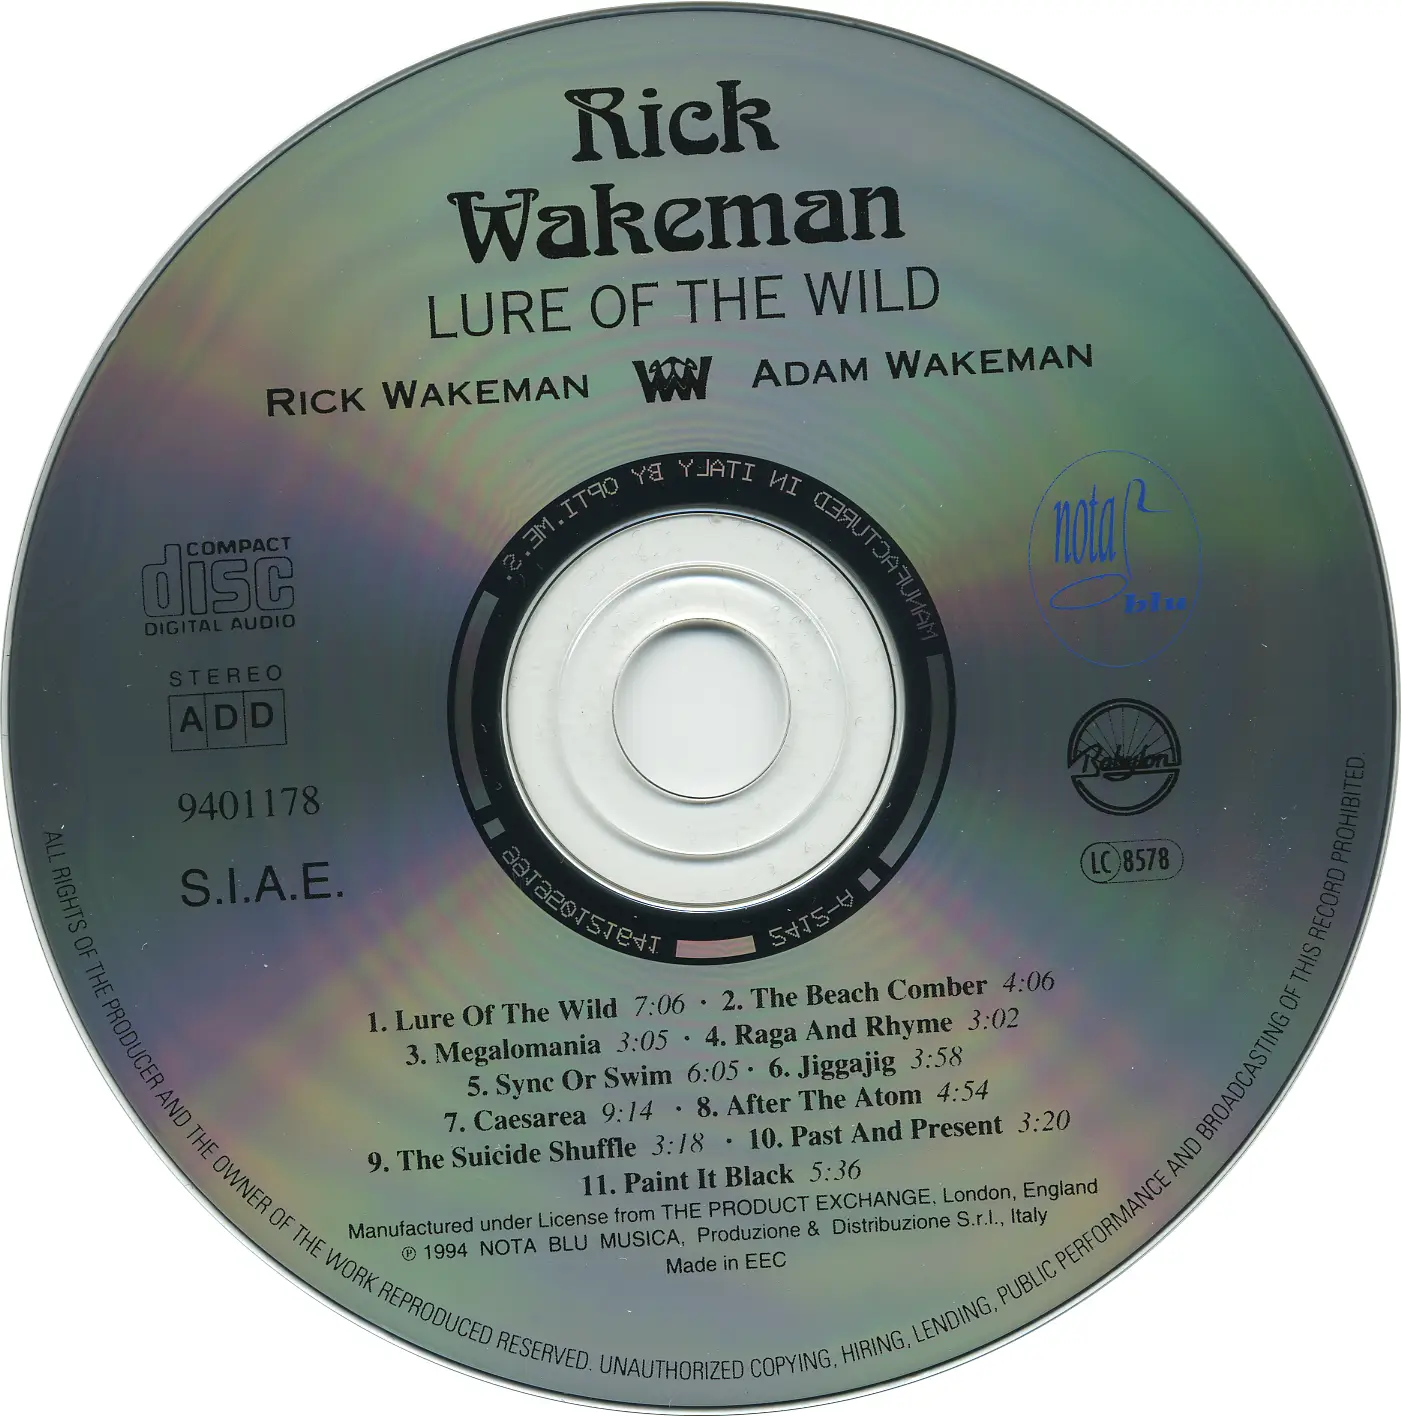 Rick
Wakeman
LURE OF THE WILD
RICK WAKEMAN WWW ADAM WAKEMAN
MANUFACTURED IN ITALY BY OPTI.ME.S.
nota
blu
COMPACT
disc
DIGITAL AUDIO
STEREO
ADD
Babylon
9401178
LC 8578
S.I.A.E.
A-S142
1. Lure Of The Wild 7:06 · 2. The Beach Comber 4:06
3. Megalomania 3:05 · 4. Raga And Rhyme 3:02
5. Sync Or Swim 6:05 · 6. Jiggajig 3:58
7. Caesarea 9:14 · 8. After The Atom 4:54
9. The Suicide Shuffle 3:18 · 10. Past And Present 3:20
11. Paint It Black 5:36
Manufactured under License from THE PRODUCT EXCHANGE, London, England
℗ 1994 NOTA BLU MUSICA, Produzione & Distribuzione S.r.l., Italy
Made in EEC
ALL RIGHTS OF THE PRODUCER AND THE OWNER OF THE WORK REPRODUCED RESERVED. UNAUTHORIZED COPYING, HIRING, LENDING, PUBLIC PERFORMANCE AND BROADCASTING OF THIS RECORD PROHIBITED.